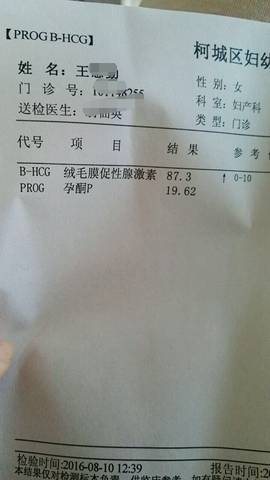 【PROG B-HCG】
柯城区妇幼
姓 名:王
性 别:女
门 诊 号:
科 室:妇产科
送检医生:
类 型:门诊
代号 项 目 结 果 参 考
B-HCG 绒毛膜促性腺激素 87.3 ↑ 0-10
PROG 孕酮P 19.62
检验时间:2016-08-10 12:39 报告时间:20
本结果仅对检测标本负责